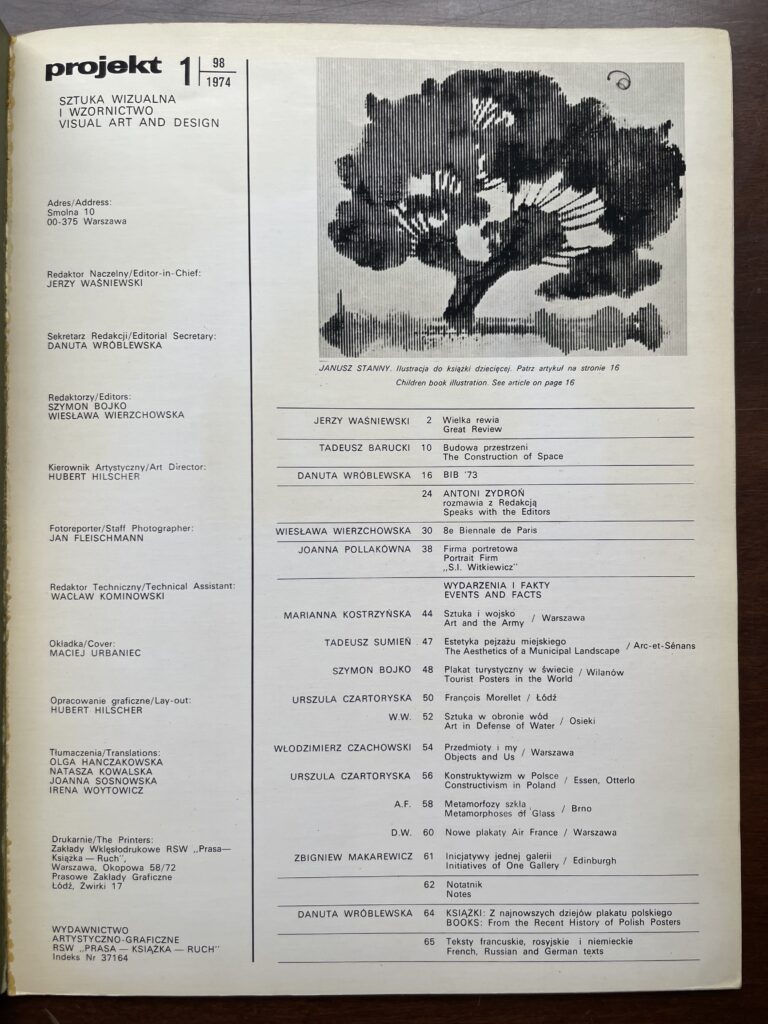 projekt 1 98
1974
SZTUKA WIZUALNA
I WZORNICTWO
VISUAL ART AND DESIGN
Adres/Address:
Smolna 10
00-375 Warszawa
Redaktor Naczelny/Editor-in-Chief:
JERZY WAŚNIEWSKI
Sekretarz Redakcji/Editorial Secretary:
DANUTA WRÓBLEWSKA
Redaktorzy/Editors:
SZYMON BOJKO
WIESŁAWA WIERZCHOWSKA
Kierownik Artystyczny/Art Director:
HUBERT HILSCHER
Fotoreporter/Staff Photographer:
JAN FLEISCHMANN
Redaktor Techniczny/Technical Assistant:
WACŁAW KOMINOWSKI
Okładka/Cover:
MACIEJ URBANIEC
Opracowanie graficzne/Lay-out:
HUBERT HILSCHER
Tłumaczenia/Translations:
OLGA HAŃCZAKOWSKA
NATASZA KOWALSKA
JOANNA SOSNOWSKA
IRENA WOYTOWICZ
Drukarnie/The Printers:
Zakłady Wklęsłodrukowe RSW „Prasa—
Książka — Ruch",
Warszawa, Okopowa 58/72
Prasowe Zakłady Graficzne
Łódź, Żwirki 17
WYDAWNICTWO
ARTYSTYCZNO-GRAFICZNE
RSW „PRASA — KSIĄŻKA — RUCH"
Indeks Nr 37164
JANUSZ STANNY. Ilustracja do książki dziecięcej. Patrz artykuł na stronie 16
Children book illustration. See article on page 16
JERZY WAŚNIEWSKI 2 Wielka rewia
Great Review
TADEUSZ BARUCKI 10 Budowa przestrzeni
The Construction of Space
DANUTA WRÓBLEWSKA 16 BIB '73
24 ANTONI ZYDROŃ
rozmawia z Redakcją
Speaks with the Editors
WIESŁAWA WIERZCHOWSKA 30 8e Biennale de Paris
JOANNA POLLAKÓWNA 38 Firma portretowa
Portrait Firm
„S.I. Witkiewicz"
WYDARZENIA I FAKTY
EVENTS AND FACTS
MARIANNA KOSTRZYŃSKA 44 Sztuka i wojsko
Art and the Army / Warszawa
TADEUSZ SUMIEŃ 47 Estetyka pejzażu miejskiego
The Aesthetics of a Municipal Landscape / Arc-et-Sénans
SZYMON BOJKO 48 Plakat turystyczny w świecie
Tourist Posters in the World / Wilanów
URSZULA CZARTORYSKA 50 François Morellet / Łódź
W.W. 52 Sztuka w obronie wód
Art in Defense of Water / Osieki
WŁODZIMIERZ CZACHOWSKI 54 Przedmioty i my
Objects and Us / Warszawa
URSZULA CZARTORYSKA 56 Konstruktywizm w Polsce
Constructivism in Poland / Essen, Otterlo
A.F. 58 Metamorfozy szkła
Metamorphoses of Glass / Brno
D.W. 60 Nowe plakaty Air France / Warszawa
ZBIGNIEW MAKAREWICZ 61 Inicjatywy jednej galerii
Initiatives of One Gallery / Edinburgh
62 Notatnik
Notes
DANUTA WRÓBLEWSKA 64 KSIĄŻKI: Z najnowszych dziejów plakatu polskiego
BOOKS: From the Recent History of Polish Posters
65 Teksty francuskie, rosyjskie i niemieckie
French, Russian and German texts